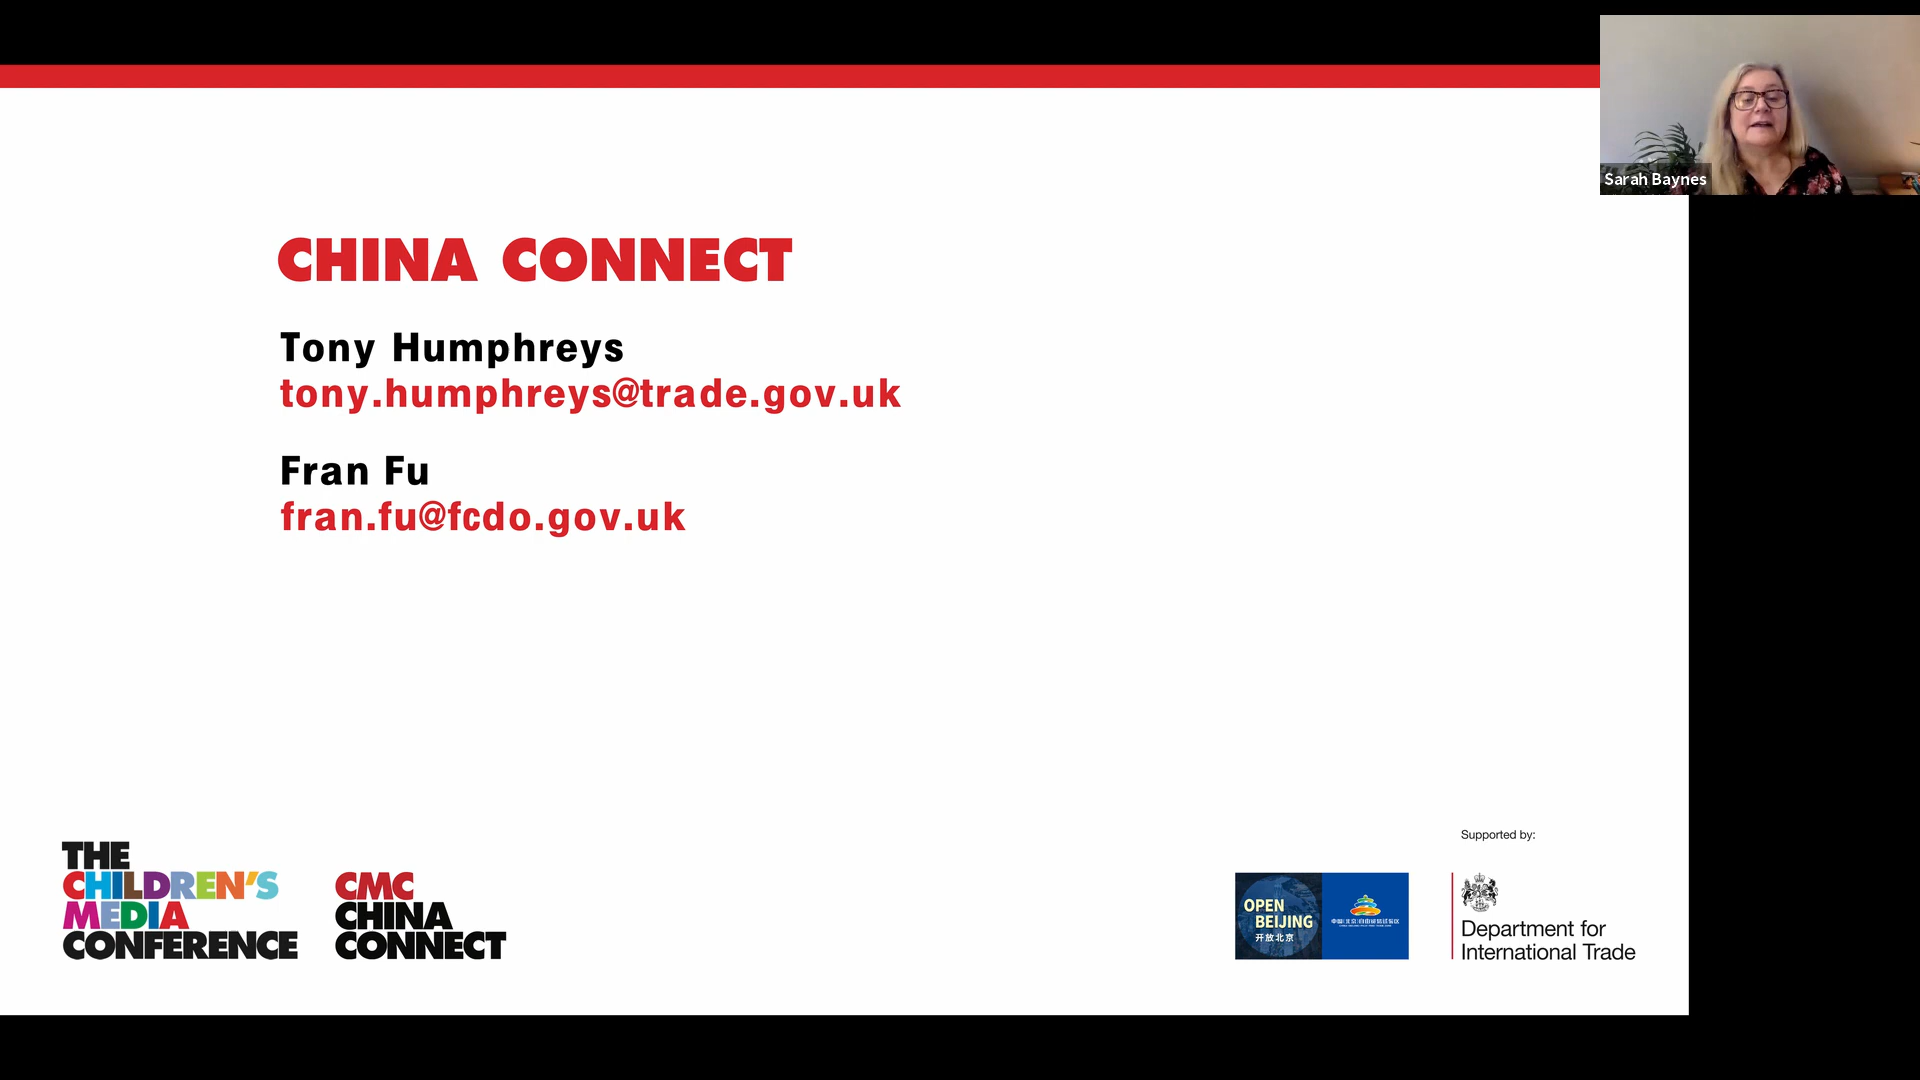 Sarah Baynes
CHINA CONNECT
Tony Humphreys
tony.humphreys@trade.gov.uk
Fran Fu
fran.fu@fcdo.gov.uk
THE
CHILDREN'S
MEDIA
CONFERENCE
CMC
CHINA
CONNECT
OPEN
BEIJING
开放北京
Supported by:
Department for
International Trade